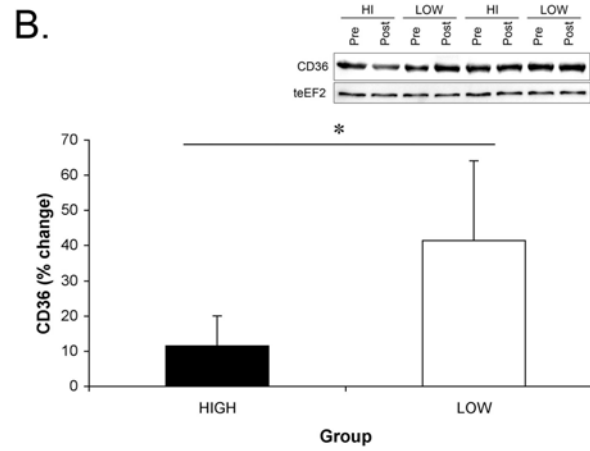 B.
HI LOW HI LOW
Pre Post Pre Post Pre Post Pre Post
CD36
teEF2
*
70
60
50
40
30
20
10
0
CD36 (% change)
HIGH LOW
Group